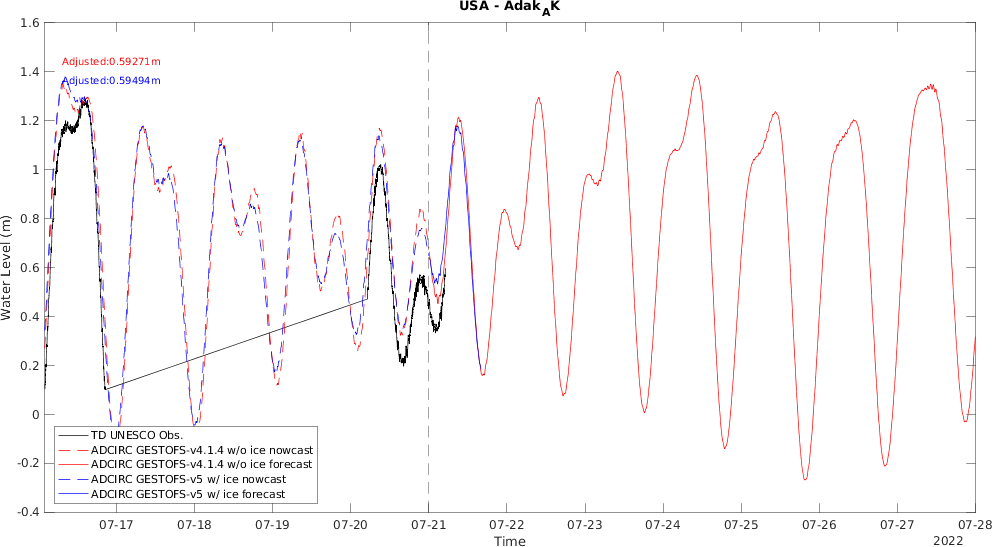 USA - Adak_AK
Adjusted:0.59271m
Adjusted:0.59494m
Water Level (m)
1.6
1.4
1.2
1
0.8
0.6
0.4
0.2
0
-0.2
-0.4
TD UNESCO Obs.
ADCIRC GESTOFS-v4.1.4 w/o ice nowcast
ADCIRC GESTOFS-v4.1.4 w/o ice forecast
ADCIRC GESTOFS-v5 w/ ice nowcast
ADCIRC GESTOFS-v5 w/ ice forecast
07-17 07-18 07-19 07-20 07-21 07-22 07-23 07-24 07-25 07-26 07-27 07-28
Time
2022